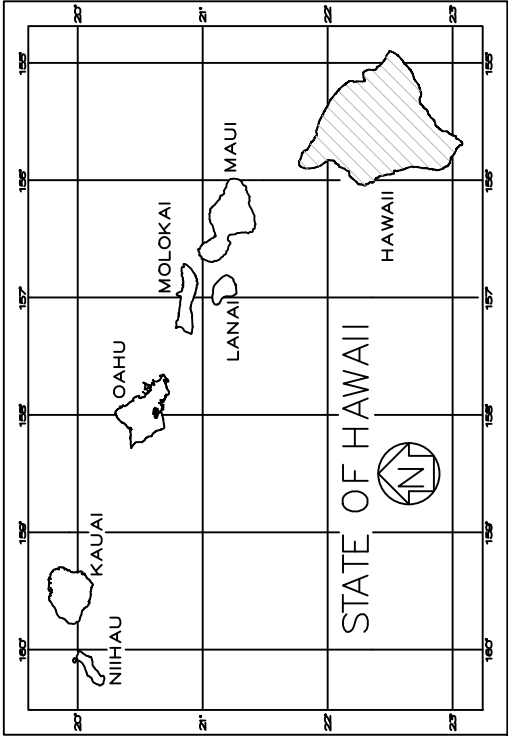 160° 159° 158° 157° 156° 155°
20° 20°
KAUAI
NIIHAU
OAHU
MOLOKAI
21° 21°
MAUI
LANAI
22° 22°
STATE OF HAWAII
HAWAII
N
23° 23°
160° 159° 158° 157° 156° 155°